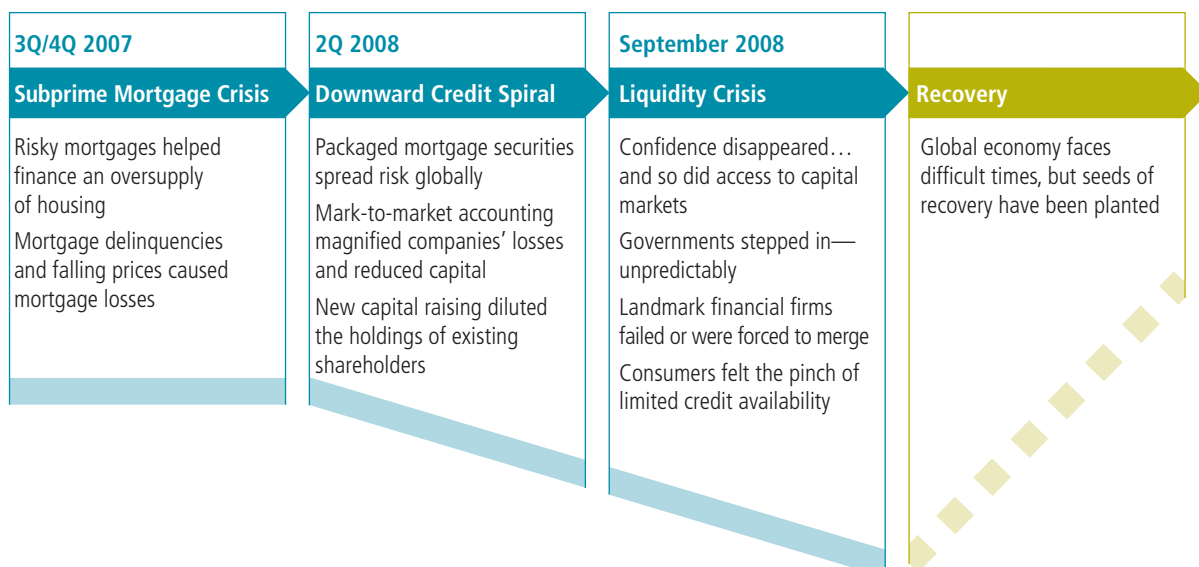 3Q/4Q 2007
Subprime Mortgage Crisis
Risky mortgages helped
finance an oversupply
of housing
Mortgage delinquencies
and falling prices caused
mortgage losses
2Q 2008
Downward Credit Spiral
Packaged mortgage securities
spread risk globally
Mark-to-market accounting
magnified companies’ losses
and reduced capital
New capital raising diluted
the holdings of existing
shareholders
September 2008
Liquidity Crisis
Confidence disappeared…
and so did access to capital
markets
Governments stepped in—
unpredictably
Landmark financial firms
failed or were forced to merge
Consumers felt the pinch of
limited credit availability
Recovery
Global economy faces
difficult times, but seeds of
recovery have been planted